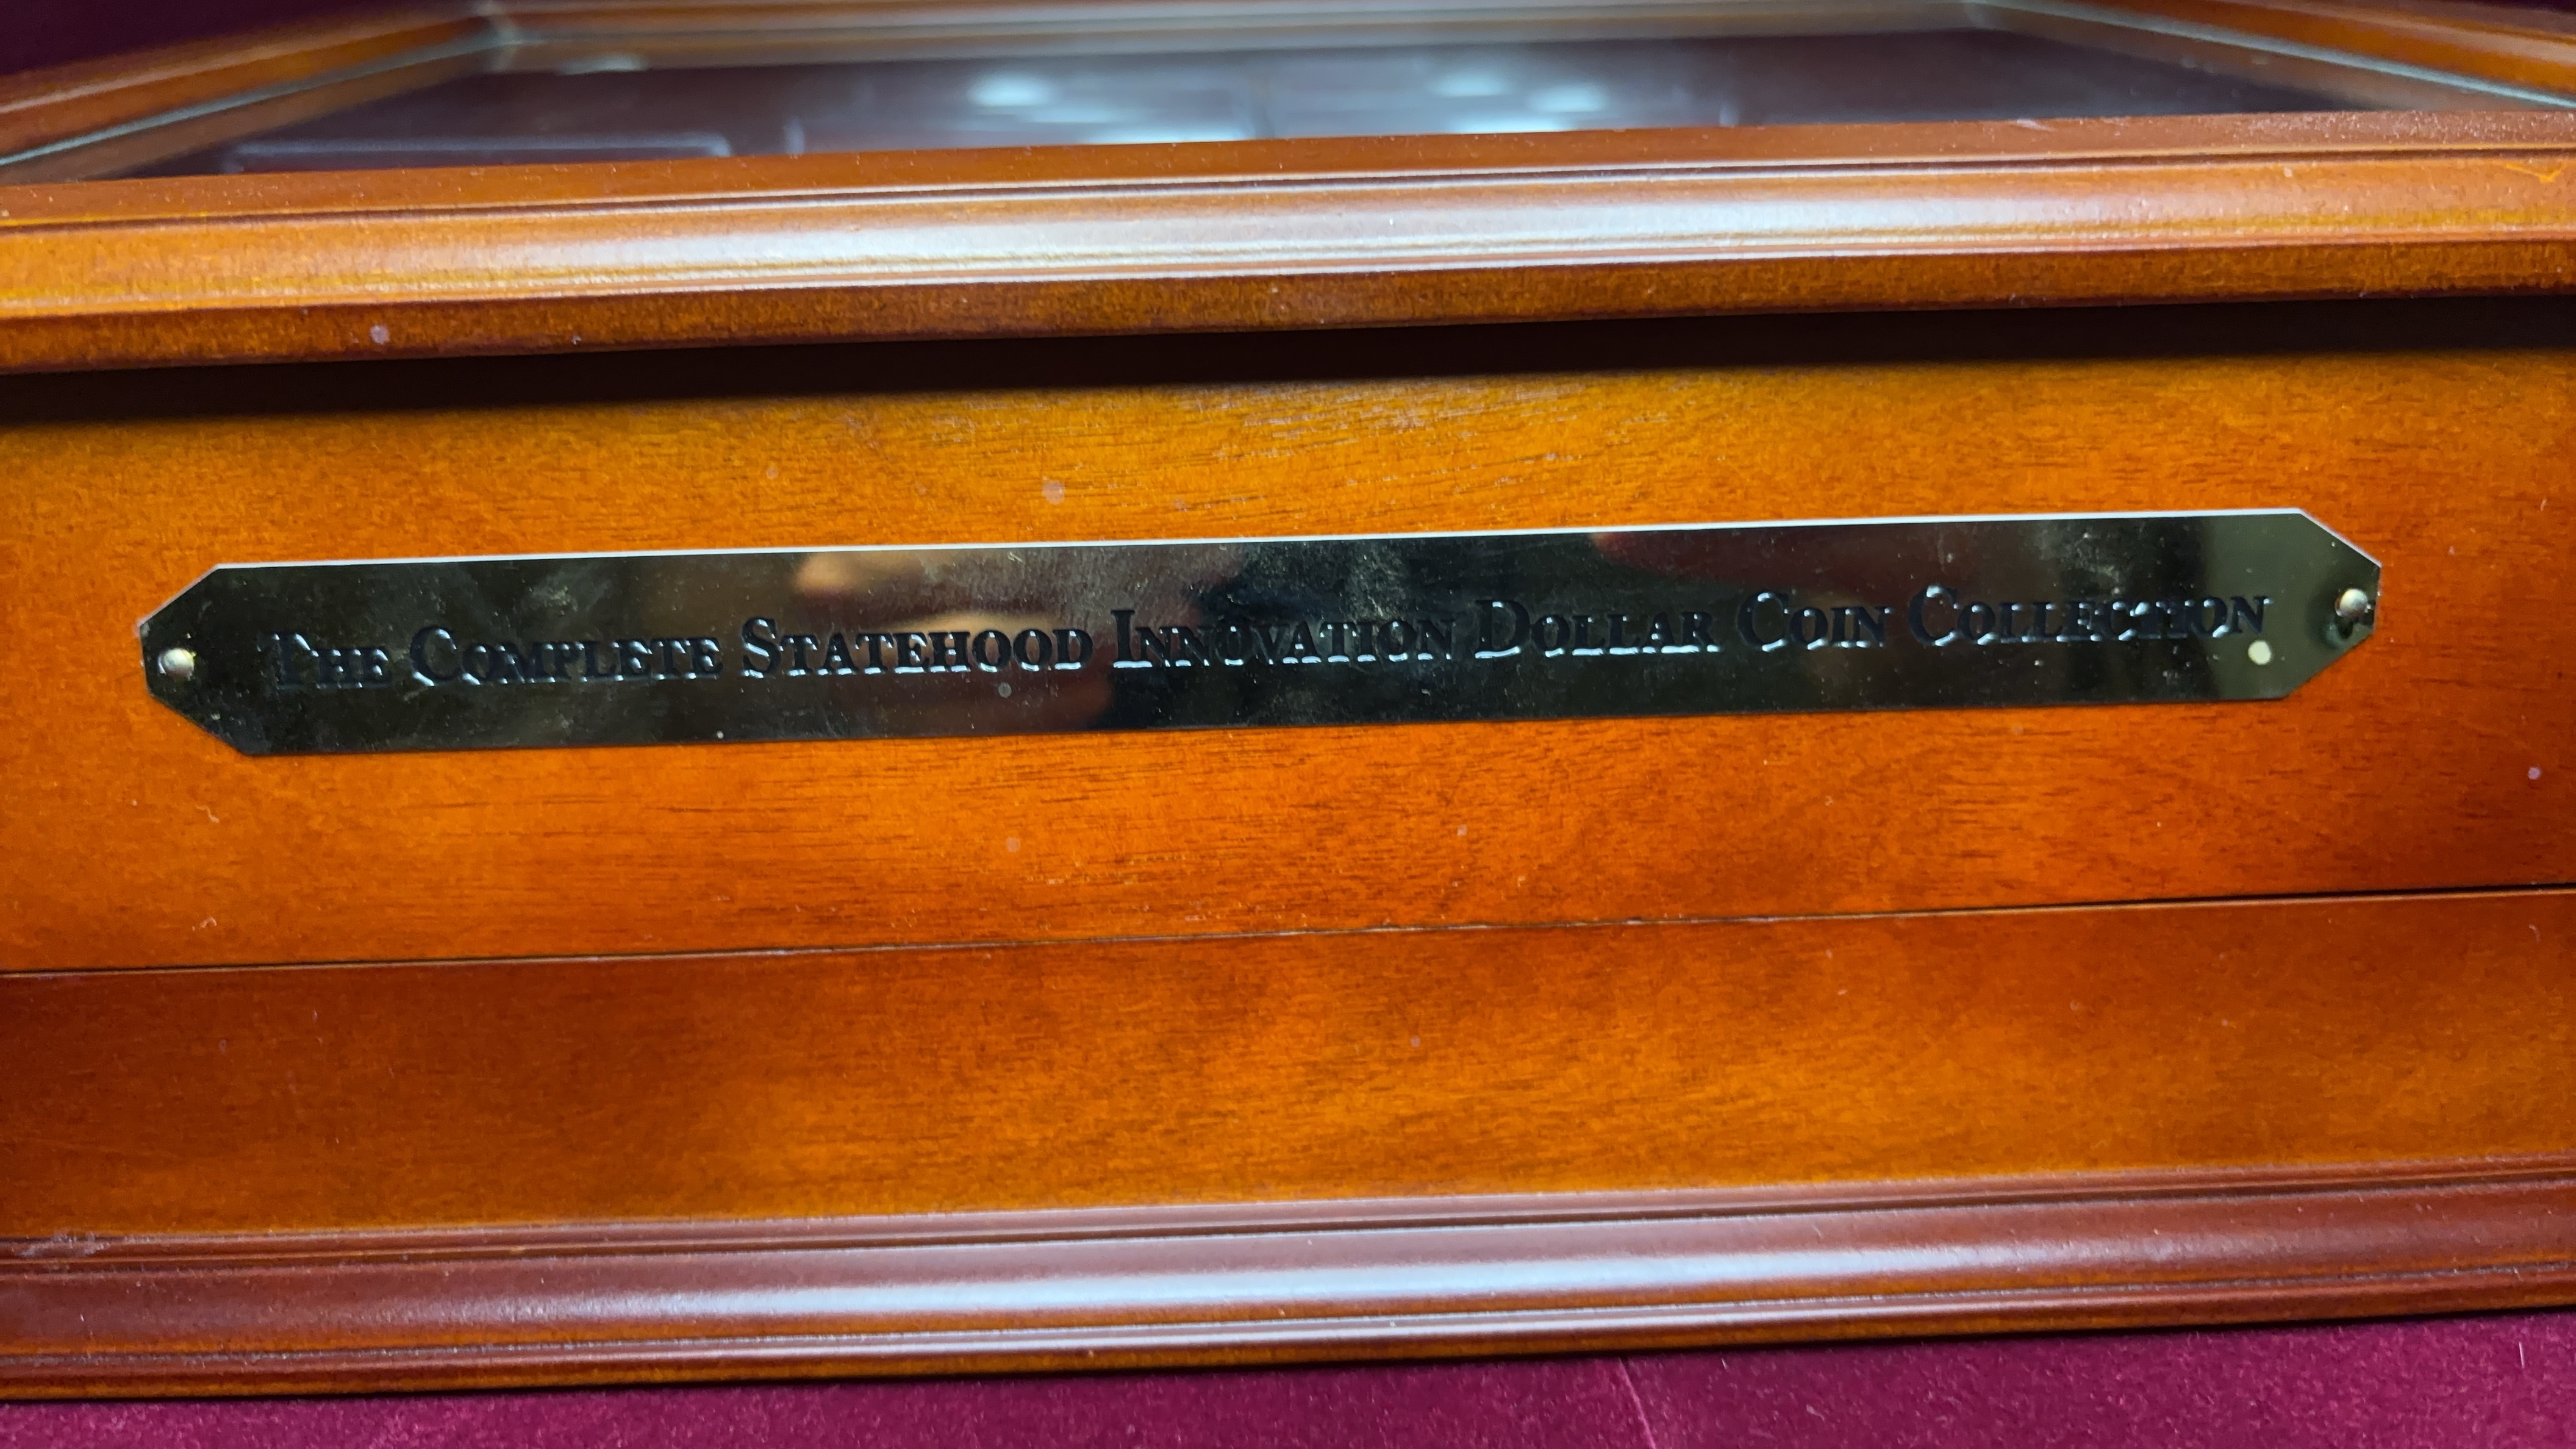 The Complete Statehood Innovation Dollar Coin Collection